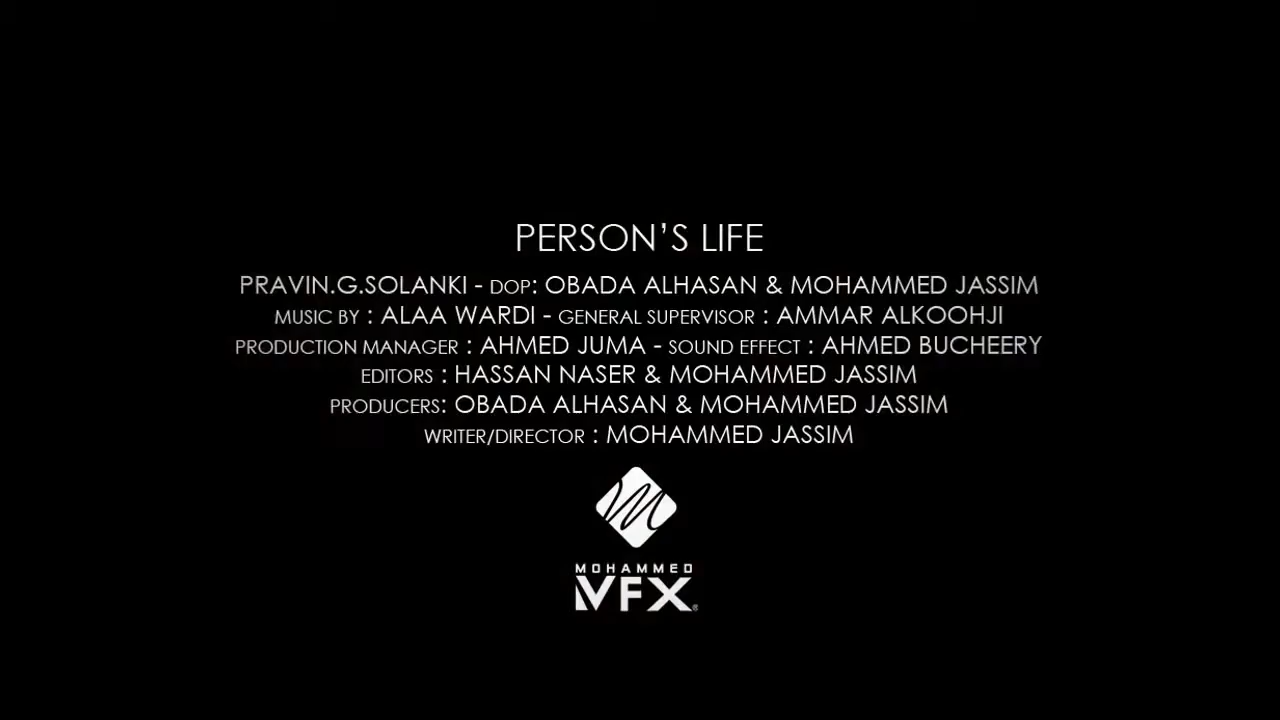 PERSON’S LIFE
PRAVIN.G.SOLANKI - DOP: OBADA ALHASAN & MOHAMMED JASSIM
MUSIC BY : ALAA WARDI - GENERAL SUPERVISOR : AMMAR ALKOOHJI
PRODUCTION MANAGER : AHMED JUMA - SOUND EFFECT : AHMED BUCHEERY
EDITORS : HASSAN NASER & MOHAMMED JASSIM
PRODUCERS: OBADA ALHASAN & MOHAMMED JASSIM
WRITER/DIRECTOR : MOHAMMED JASSIM
MOHAMMED
VFX®